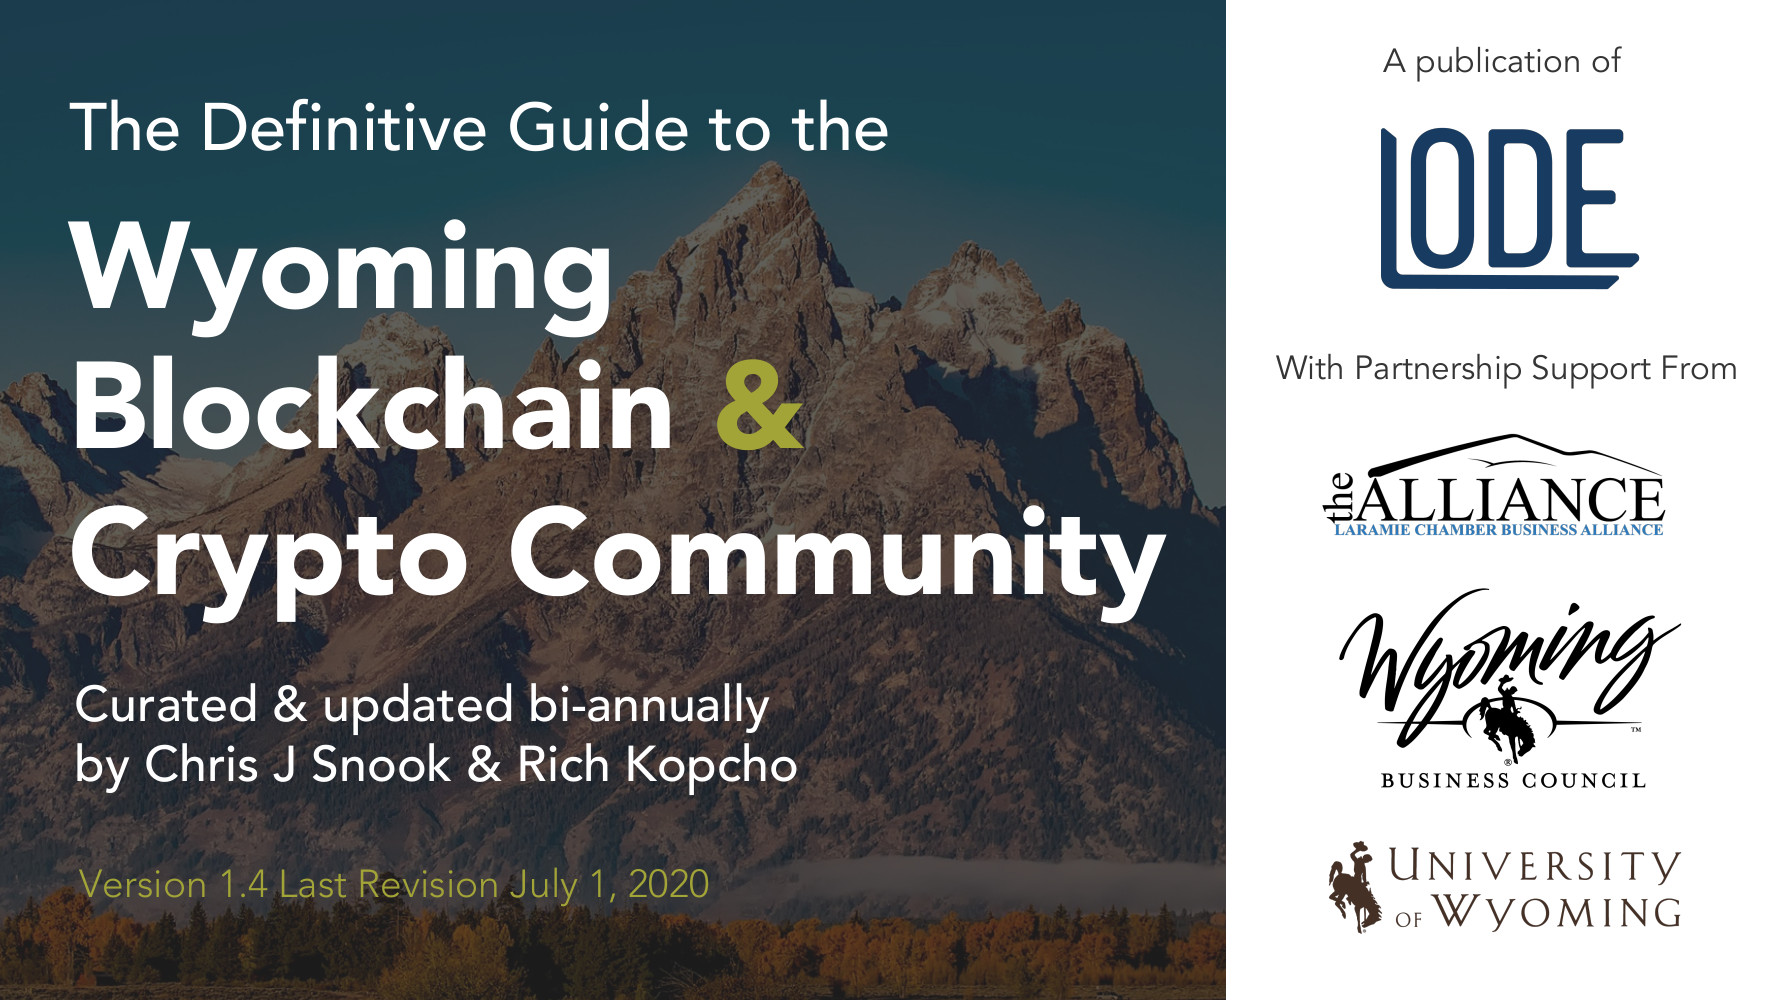 The Definitive Guide to the
Wyoming
Blockchain &
Crypto Community
Curated & updated bi-annually
by Chris J Snook & Rich Kopcho
Version 1.4 Last Revision July 1, 2020
A publication of
LODE
With Partnership Support From
the ALLIANCE
LARAMIE CHAMBER BUSINESS ALLIANCE
Wyoming
™
®
BUSINESS COUNCIL
UNIVERSITY
OF WYOMING